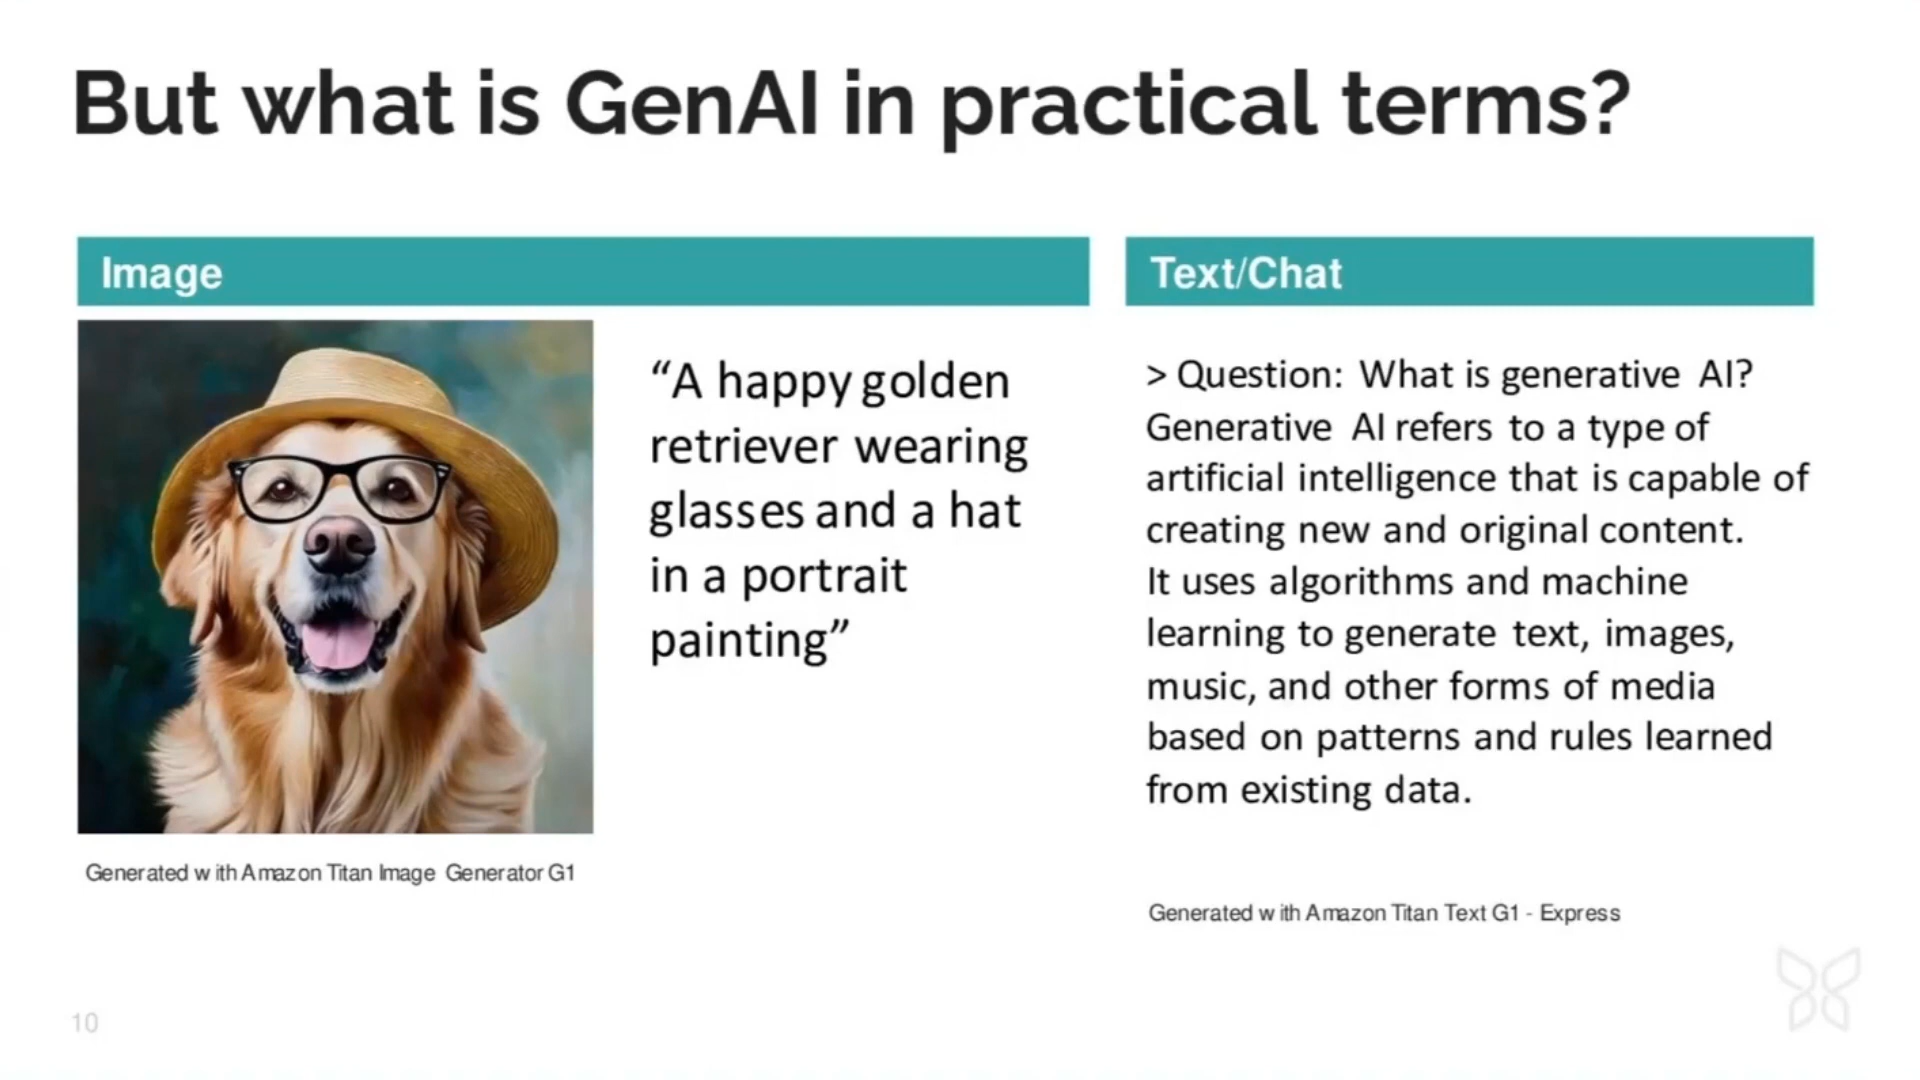 But what is GenAI in practical terms?
Image
“A happy golden
retriever wearing
glasses and a hat
in a portrait
painting”
Generated with Amazon Titan Image Generator G1
Text/Chat
> Question: What is generative AI?
Generative AI refers to a type of
artificial intelligence that is capable of
creating new and original content.
It uses algorithms and machine
learning to generate text, images,
music, and other forms of media
based on patterns and rules learned
from existing data.
Generated with Amazon Titan Text G1 - Express
10